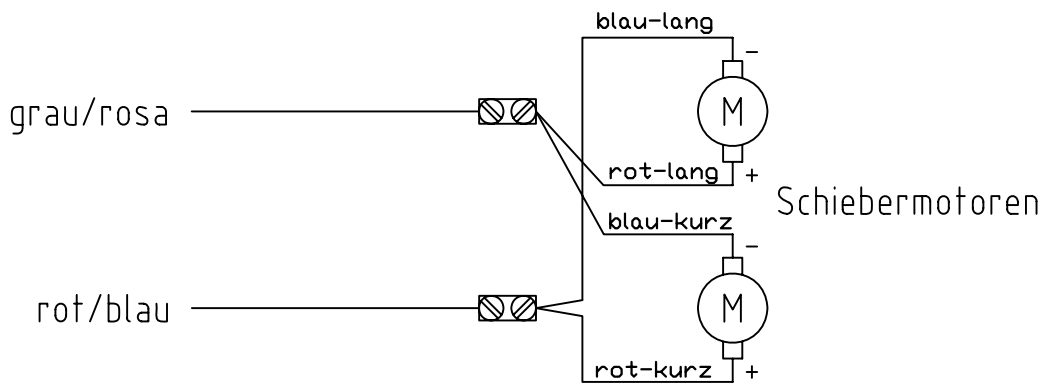 blau-lang
−
grau/rosa
M
rot-lang
+
Schiebermotoren
blau-kurz
−
rot/blau
M
rot-kurz
+